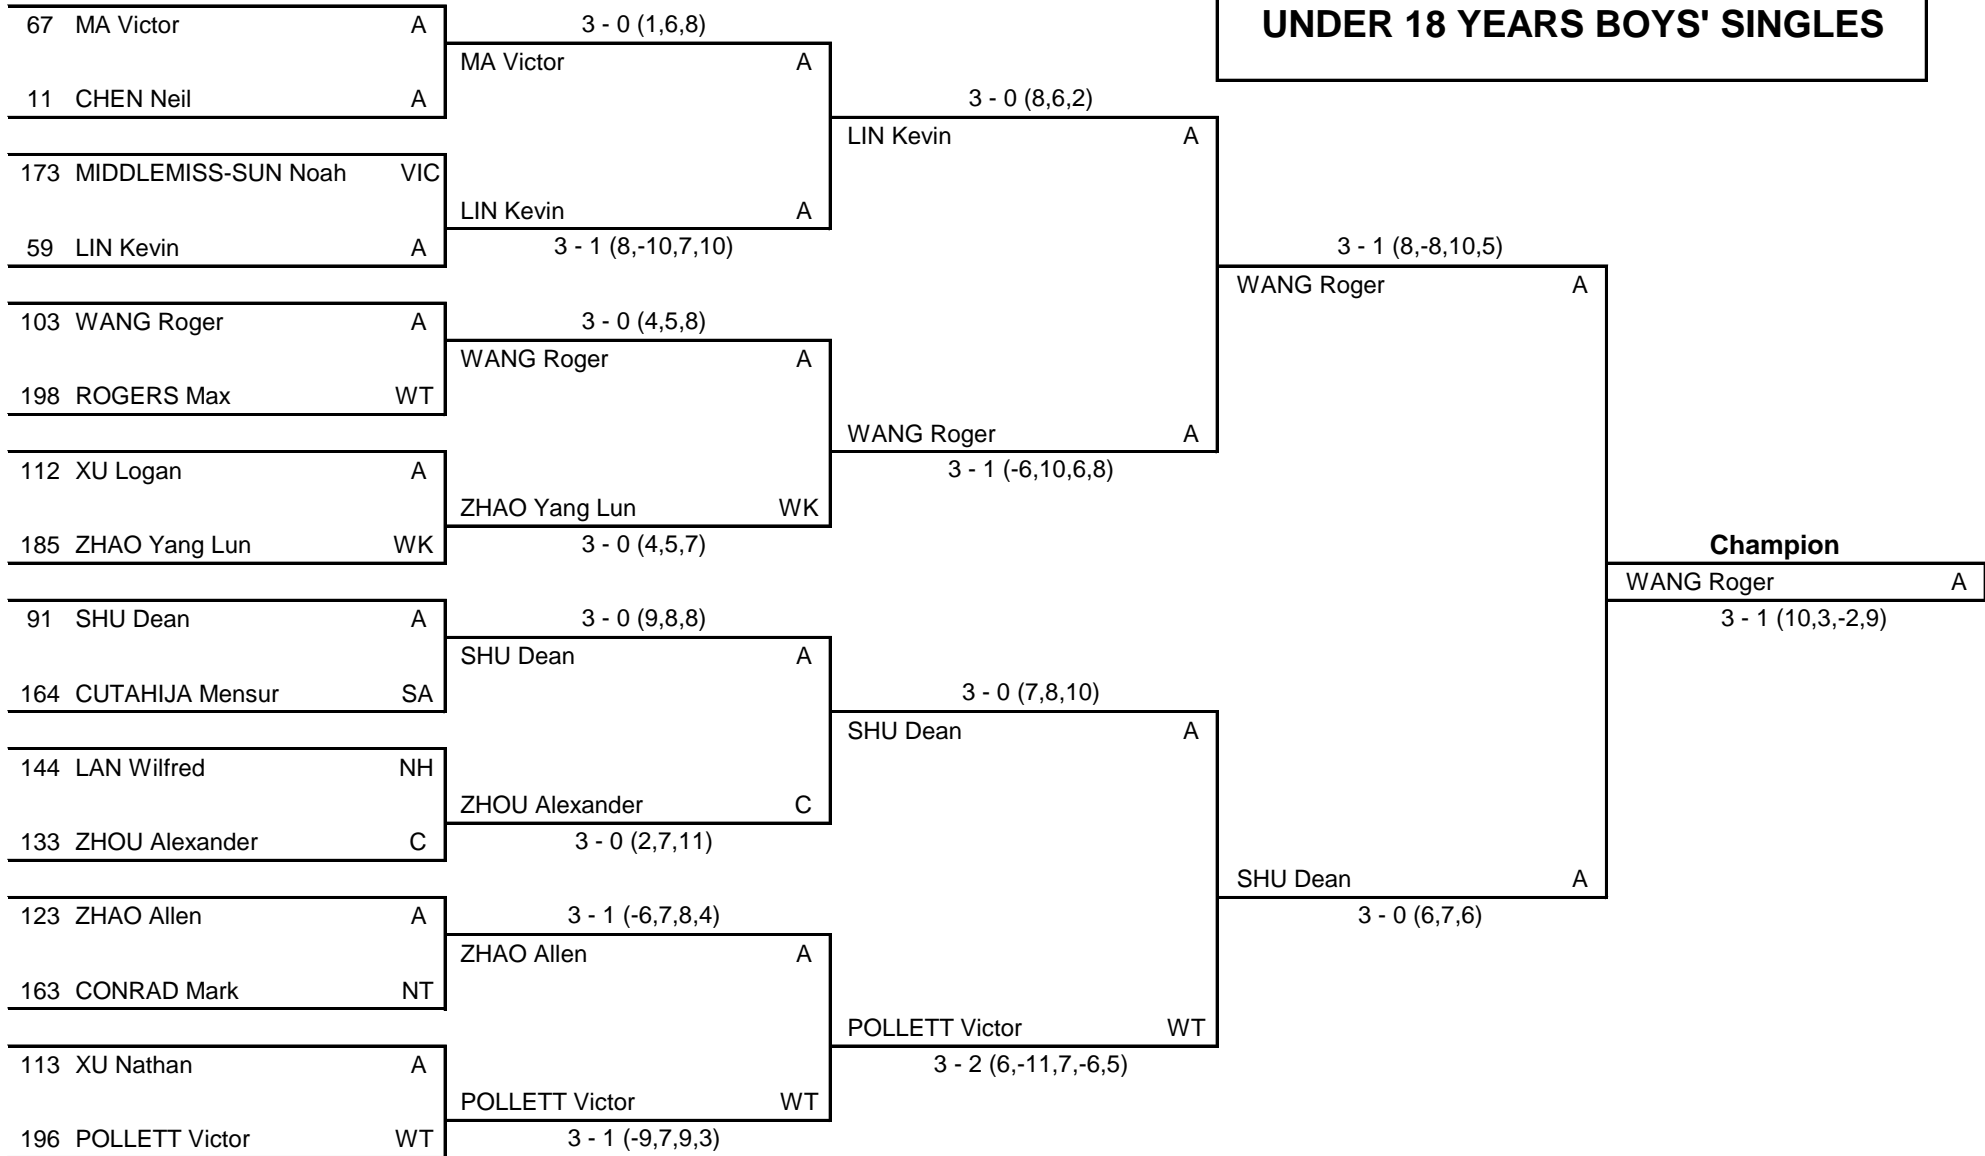 UNDER 18 YEARS BOYS' SINGLES
67 MA Victor A
3 - 0 (1,6,8)
MA Victor A
11 CHEN Neil A
3 - 0 (8,6,2)
LIN Kevin A
173 MIDDLEMISS-SUN Noah VIC
LIN Kevin A
59 LIN Kevin A
3 - 1 (8,-10,7,10)
3 - 1 (8,-8,10,5)
WANG Roger A
103 WANG Roger A
3 - 0 (4,5,8)
WANG Roger A
198 ROGERS Max WT
WANG Roger A
112 XU Logan A
3 - 1 (-6,10,6,8)
ZHAO Yang Lun WK
185 ZHAO Yang Lun WK
3 - 0 (4,5,7)
Champion
WANG Roger A
91 SHU Dean A
3 - 0 (9,8,8)
3 - 1 (10,3,-2,9)
SHU Dean A
164 CUTAHIJA Mensur SA
3 - 0 (7,8,10)
SHU Dean A
144 LAN Wilfred NH
ZHOU Alexander C
133 ZHOU Alexander C
3 - 0 (2,7,11)
SHU Dean A
123 ZHAO Allen A
3 - 1 (-6,7,8,4)
3 - 0 (6,7,6)
ZHAO Allen A
163 CONRAD Mark NT
POLLETT Victor WT
113 XU Nathan A
3 - 2 (6,-11,7,-6,5)
POLLETT Victor WT
196 POLLETT Victor WT
3 - 1 (-9,7,9,3)